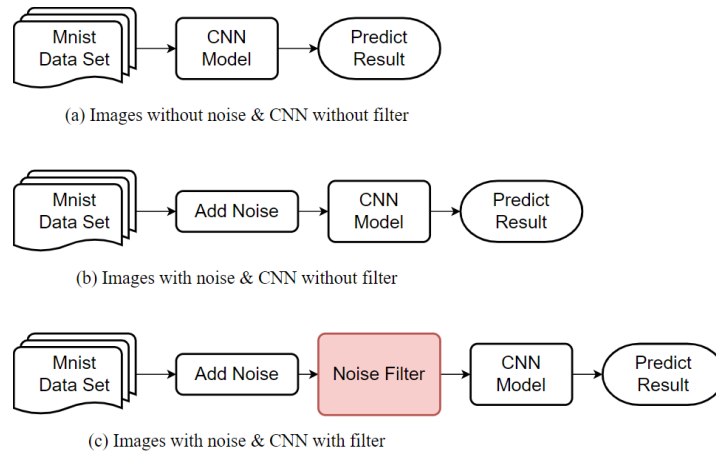 Mnist
Data Set
CNN
Model
Predict
Result
(a) Images without noise & CNN without filter
Mnist
Data Set
Add Noise
CNN
Model
Predict
Result
(b) Images with noise & CNN without filter
Mnist
Data Set
Add Noise
Noise Filter
CNN
Model
Predict
Result
(c) Images with noise & CNN with filter